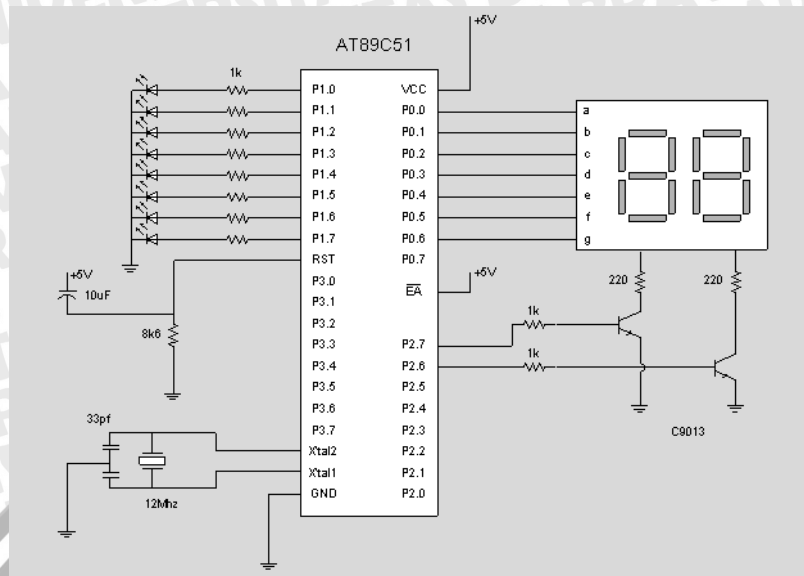 +5V
AT89C51
1k
P1.0 VCC
P1.1 P0.0 a
P1.2 P0.1 b
P1.3 P0.2 c
P1.4 P0.3 d
P1.5 P0.4 e
P1.6 P0.5 f
P1.7 P0.6 g
RST P0.7
+5V
10uF
P3.0
+5V
EA
220
220
P3.1
P3.2
1k
8k6
P3.3 P2.7
P3.4 P2.6
1k
P3.5 P2.5
P3.6 P2.4
P3.7 P2.3
C9013
33pf
Xtal2 P2.2
Xtal1 P2.1
12Mhz
GND P2.0